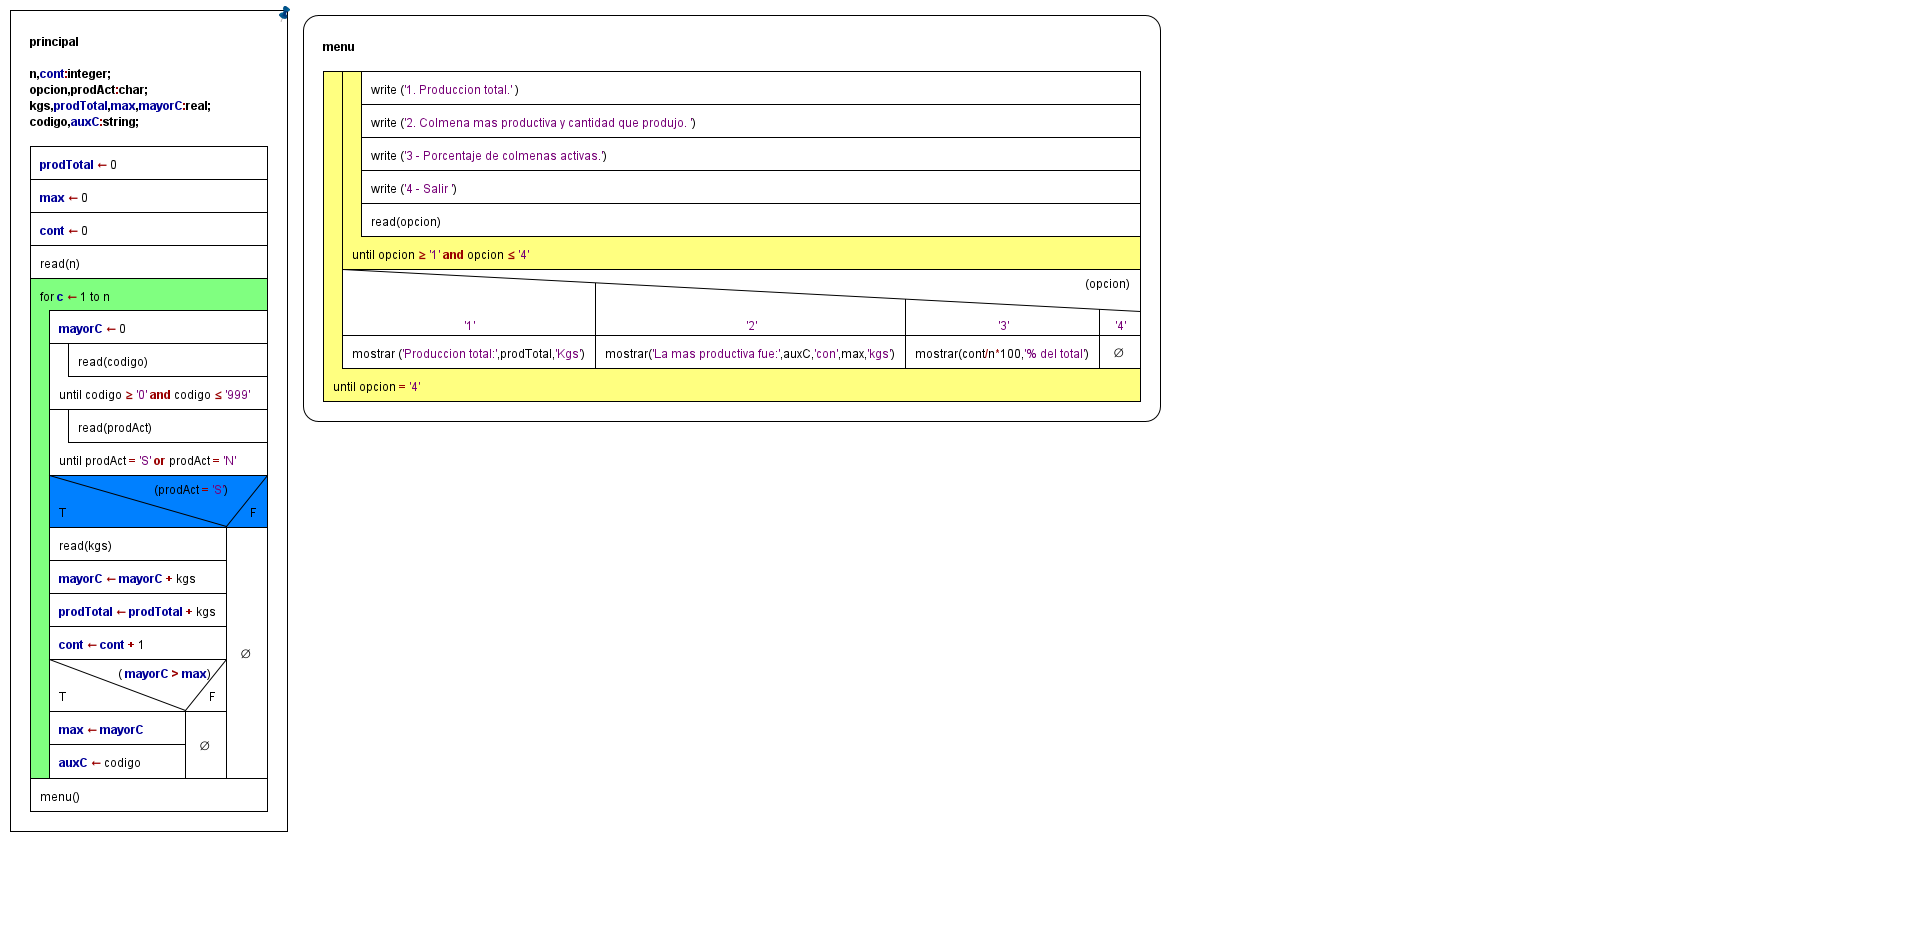 principal
n,cont:integer;
opcion,prodAct:char;
kgs,prodTotal,max,mayorC:real;
codigo,auxC:string;
prodTotal ← 0
max ← 0
cont ← 0
read(n)
for c ← 1 to n
mayorC ← 0
read(codigo)
until codigo ≥ '0' and codigo ≤ '999'
read(prodAct)
until prodAct = 'S' or prodAct = 'N'
(prodAct = 'S')
T F
read(kgs)
mayorC ← mayorC + kgs
prodTotal ← prodTotal + kgs
cont ← cont + 1
∅
( mayorC > max)
T F
max ← mayorC
∅
auxC ← codigo
menu()
menu
write ('1. Produccion total.' )
write ('2. Colmena mas productiva y cantidad que produjo. ')
write ('3 - Porcentaje de colmenas activas.')
write ('4 - Salir ')
read(opcion)
until opcion ≥ '1' and opcion ≤ '4'
(opcion)
'1' '2' '3' '4'
mostrar ('Produccion total:',prodTotal,'Kgs') mostrar('La mas productiva fue:',auxC,'con',max,'kgs') mostrar(cont/n*100,'% del total') ∅
until opcion = '4'